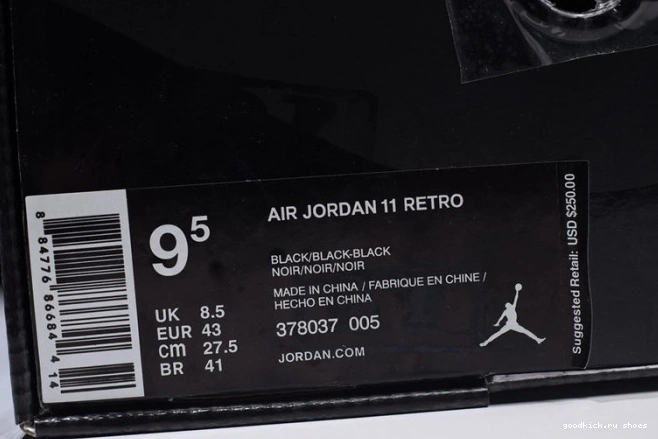 8 84776 86684 4 14
9⁵
UK 8.5
EUR 43
cm 27.5
BR 41
AIR JORDAN 11 RETRO
BLACK/BLACK-BLACK
NOIR/NOIR/NOIR
MADE IN CHINA / FABRIQUE EN CHINE /
HECHO EN CHINA
378037 005
JORDAN.COM
Suggested Retail: USD $250.00
goodkick.ru shoes